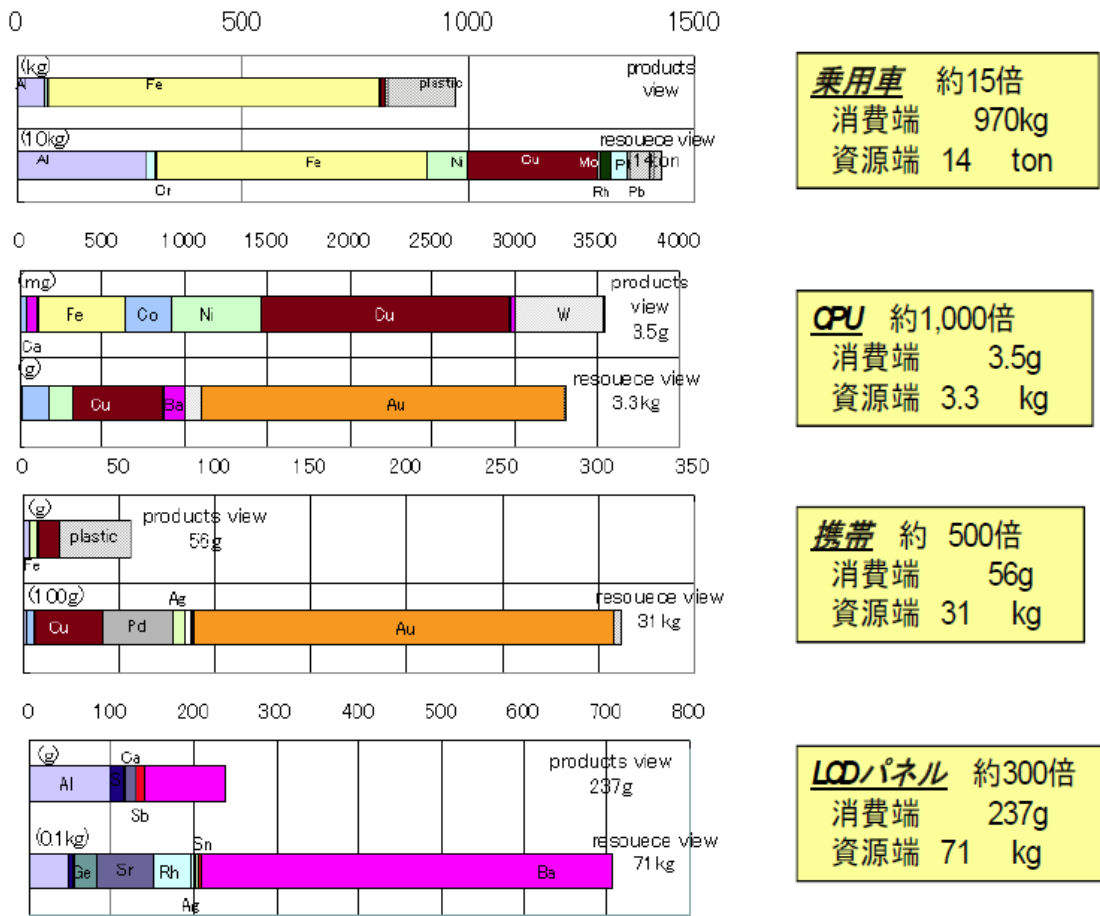 0 500 1000 1500
(kg) products
Al Fe plastic view
(10kg) resouece view
Al Fe Ni Cu Mo 14ton
Cr Rh Pb
乗用車 約15倍
消費端 970kg
資源端 14 ton
0 500 1000 1500 2000 2500 3000 3500 4000
(mg) products
view
Fe Co Ni Cu W
3.5g
Ca
(g) resouece view
Cu Ba Au 3.3kg
CPU 約1,000倍
消費端 3.5g
資源端 3.3 kg
0 50 100 150 200 250 300 350
(g) products view
plastic 56g
Fe
(100g) Ag resouece view
Cu Pd Au 31kg
携帯 約 500倍
消費端 56g
資源端 31 kg
0 100 200 300 400 500 600 700 800
(g) Ca products view
Al 237g
Sb
(0.1kg) Sn resouece view
Ge Sr Rh Ba 71kg
Ag
LCDパネル 約300倍
消費端 237g
資源端 71 kg